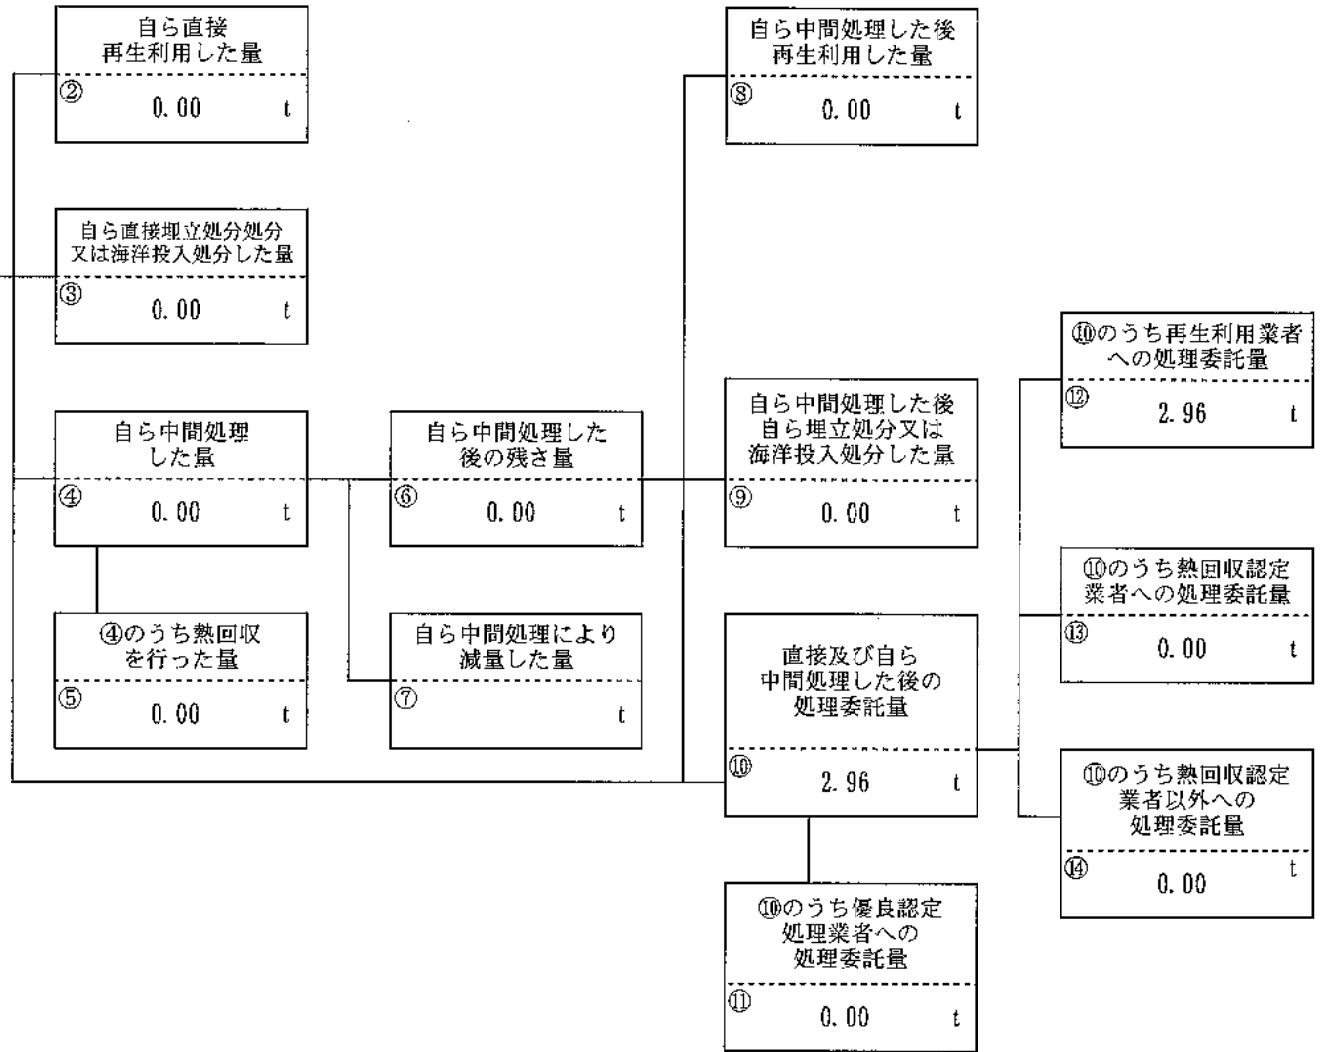 自ら直接
再生利用した量
② 0.00 t
自ら中間処理した後
再生利用した量
⑧ 0.00 t
自ら直接埋立処分処分
又は海洋投入処分した量
③ 0.00 t
⑩のうち再生利用業者
への処理委託量
⑫ 2.96 t
自ら中間処理
した量
④ 0.00 t
自ら中間処理した
後の残さ量
⑥ 0.00 t
自ら中間処理した後
自ら埋立処分又は
海洋投入処分した量
⑨ 0.00 t
⑩のうち熱回収認定
業者への処理委託量
⑬ 0.00 t
④のうち熱回収
を行った量
⑤ 0.00 t
自ら中間処理により
減量した量
⑦ t
直接及び自ら
中間処理した後の
処理委託量
⑩ 2.96 t
⑩のうち熱回収認定
業者以外への
処理委託量
⑭ 0.00 t
⑩のうち優良認定
処理業者への
処理委託量
⑪ 0.00 t